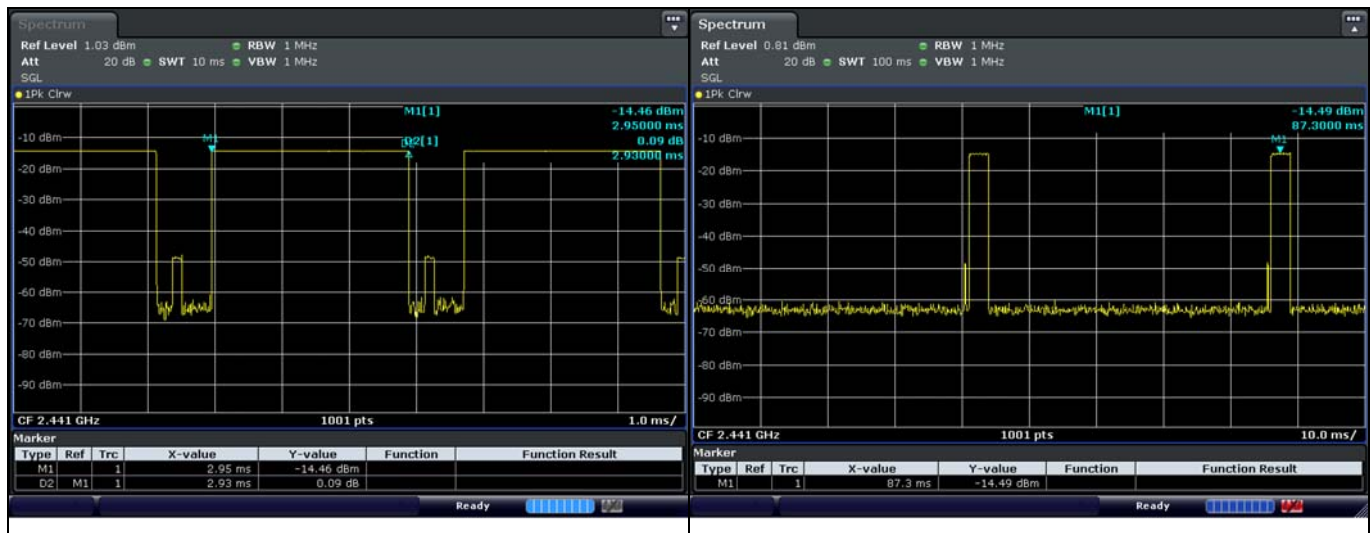 Spectrum
Ref Level 1.03 dBm RBW 1 MHz
Att 20 dB SWT 10 ms VBW 1 MHz
SGL
1Pk Clrw
M1[1] -14.46 dBm
2.95000 ms
-10 dBm M1 D2[1] 0.09 dB
2.93000 ms
-20 dBm
-30 dBm
-40 dBm
-50 dBm
-60 dBm
-70 dBm
-80 dBm
-90 dBm
CF 2.441 GHz 1001 pts 1.0 ms/
Marker
Type Ref Trc X-value Y-value Function Function Result
M1 1 2.95 ms -14.46 dBm
D2 M1 1 2.93 ms 0.09 dB
Ready
Spectrum
Ref Level 0.81 dBm RBW 1 MHz
Att 20 dB SWT 100 ms VBW 1 MHz
SGL
1Pk Clrw
M1[1] -14.49 dBm
87.3000 ms
-10 dBm M1
-20 dBm
-30 dBm
-40 dBm
-50 dBm
-60 dBm
-70 dBm
-80 dBm
-90 dBm
CF 2.441 GHz 1001 pts 10.0 ms/
Marker
Type Ref Trc X-value Y-value Function Function Result
M1 1 87.3 ms -14.49 dBm
Ready